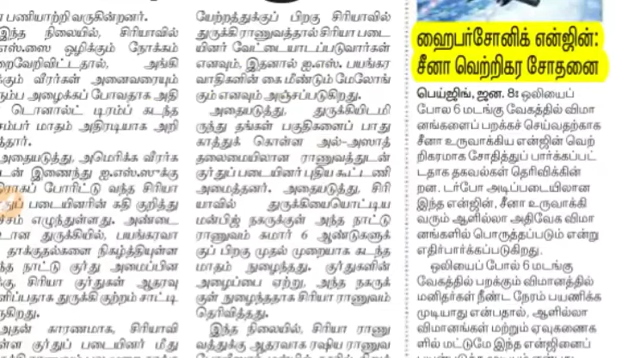 பணியாற்றி வருகின்றனர்.
இந்த நிலையில், சிரியாவில்
எஸ்.ஸை ஒழிக்கும் நோக்கம்
றைவேறிவிட்டதால், அங்கி
க்கும் வீரர்கள் அனைவரையும்
ரும்ப அழைக்கப் போவதாக அதி
டொனால்ட் டிரம்ப் கடந்த
சம்பர் மாதம் அதிரடியாக அறி
த்தார்.
அதையடுத்து, அமெரிக்க வீரர்க
டன் இணைந்து ஐ.எஸ்.ஸுக்கு
ராகப் போரிட்டு வந்த சிரியா
படையினரின் கதி குறித்து
ச்சம் எழுந்துள்ளது. அண்டை
டான துருக்கியில், பயங்கரவா
தாக்குதல்களை நிகழ்த்தியுள்ள
ந்த நாட்டு குர்து அமைப்பின
க்கு, சிரியா குர்துகள் ஆதரவு
ளிப்பதாக துருக்கி குற்றம் சாட்டி
ருகிறது.
அதன் காரணமாக, சிரியாவி
ள்ள குர்துப் படையினர் மீது
யேற்றத்துக்குப் பிறகு சிரியாவில்
துருக்கி ராணுவத்தால் சிரியா படை
யினர் வேட்டையாடப்படுவார்கள்
எனவும், இதனால் ஐ.எஸ். பயங்கர
வாதிகளின் கை மீண்டும் மேலோங்
கும் எனவும் அஞ்சப்படுகிறது.
அதையடுத்து, துருக்கியிடமி
ருந்து தங்கள் பகுதிகளைப் பாது
காத்துக் கொள்ள அல்-அஸாத்
தலைமையிலான ராணுவத்துடன்
குர்துப் படையினர் புதிய கூட்டணி
அமைத்தனர். அதையடுத்து, சிரி
யாவில் துருக்கியையொட்டிய
மன்பிஜ் நகருக்குள் அந்த நாட்டு
ராணுவம் சுமார் 6 ஆண்டுகளுக்
குப் பிறகு முதல் முறையாக கடந்த
மாதம் நுழைந்தது. குர்துகளின்
அழைப்பை ஏற்று, அந்த நகருக்
குள் நுழைந்ததாக சிரியா ராணுவம்
தெரிவித்தது.
இந்த நிலையில், சிரியா ராணு
வத்துக்கு ஆதரவாக ரஷிய ராணுவ
ஹைபர்சோனிக் என்ஜின்:
சீனா வெற்றிகர சோதனை
பெய்ஜிங், ஜன. 8: ஒலியைப்
போல 6 மடங்கு வேகத்தில் விமா
னங்களைப் பறக்கச் செய்வதற்காக
சீனா உருவாக்கிய என்ஜின் வெற்
றிகரமாக சோதித்துப் பார்க்கப்பட்
டதாக தகவல்கள் தெரிவிக்கின்
றன. டர்போ அடிப்படையிலான
இந்த என்ஜின், சீனா உருவாக்கி
வரும் ஆளில்லா அதிவேக விமா
னங்களில் பொருத்தப்படும் என்று
எதிர்பார்க்கப்படுகிறது.
ஒலியைப் போல் 6 மடங்கு
வேகத்தில் பறக்கும் விமானத்தில்
மனிதர்கள் நீண்ட நேரம் பயணிக்க
முடியாது என்பதால், ஆளில்லா
விமானங்கள் மற்றும் ஏவுகணைக
ளில் மட்டுமே இந்த என்ஜினைப்